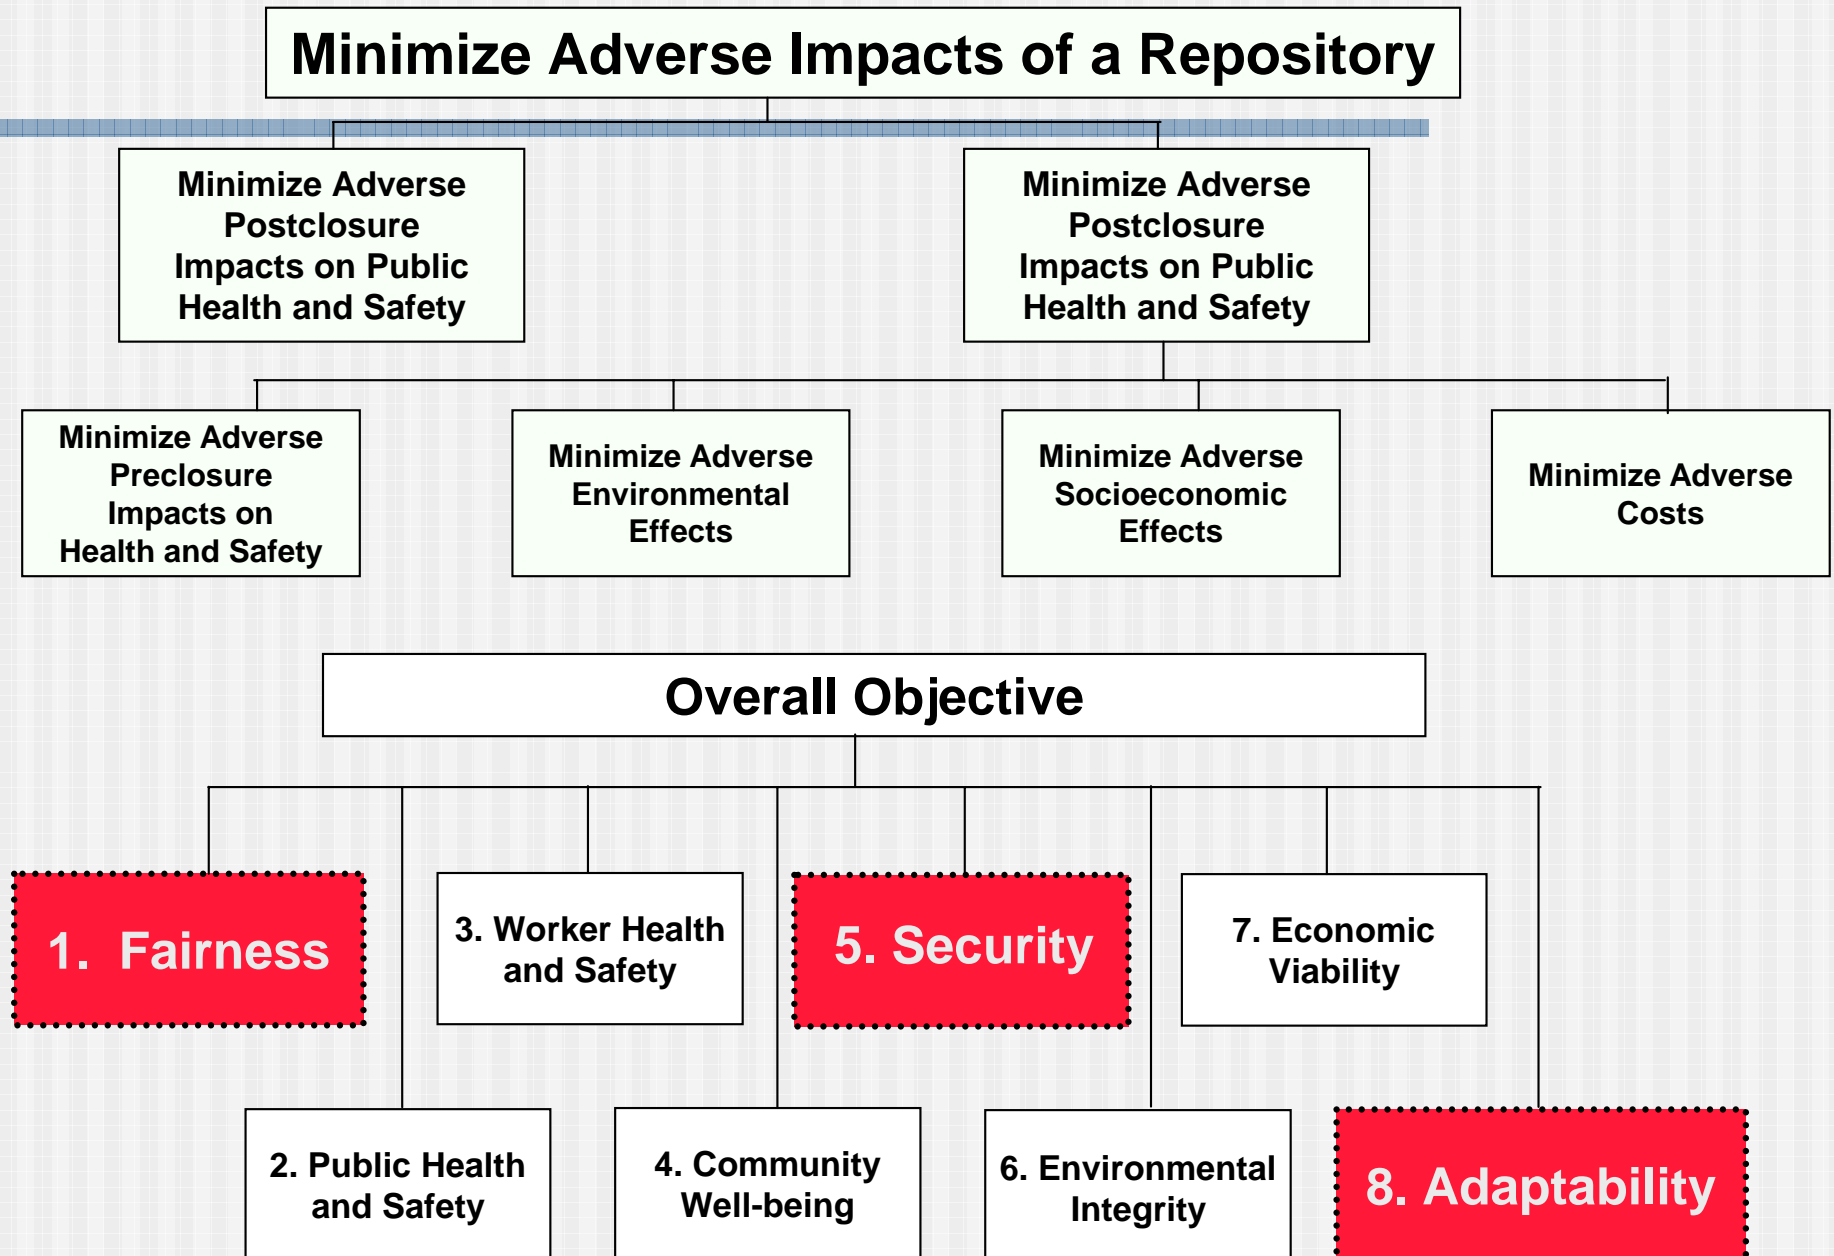 Minimize Adverse Impacts of a Repository
Minimize Adverse
Postclosure
Impacts on Public
Health and Safety
Minimize Adverse
Postclosure
Impacts on Public
Health and Safety
Minimize Adverse
Preclosure
Impacts on
Health and Safety
Minimize Adverse
Environmental
Effects
Minimize Adverse
Socioeconomic
Effects
Minimize Adverse
Costs
Overall Objective
1. Fairness
3. Worker Health
and Safety
5. Security
7. Economic
Viability
2. Public Health
and Safety
4. Community
Well-being
6. Environmental
Integrity
8. Adaptability